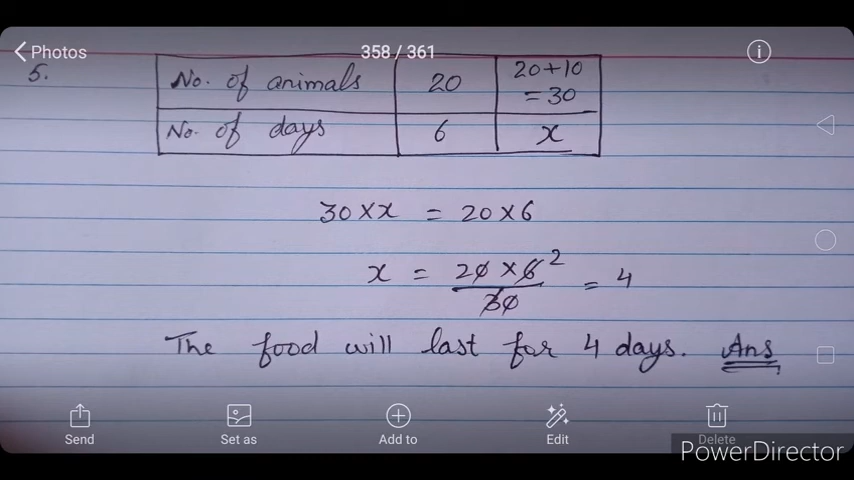 Photos
358 / 361
5.
No. of animals 20 20+10 = 30
No. of days 6 x
30 × x = 20 × 6
x = 20 × 6 2 / 30 = 4
The food will last for 4 days. Ans
Send Set as Add to Edit Delete
PowerDirector